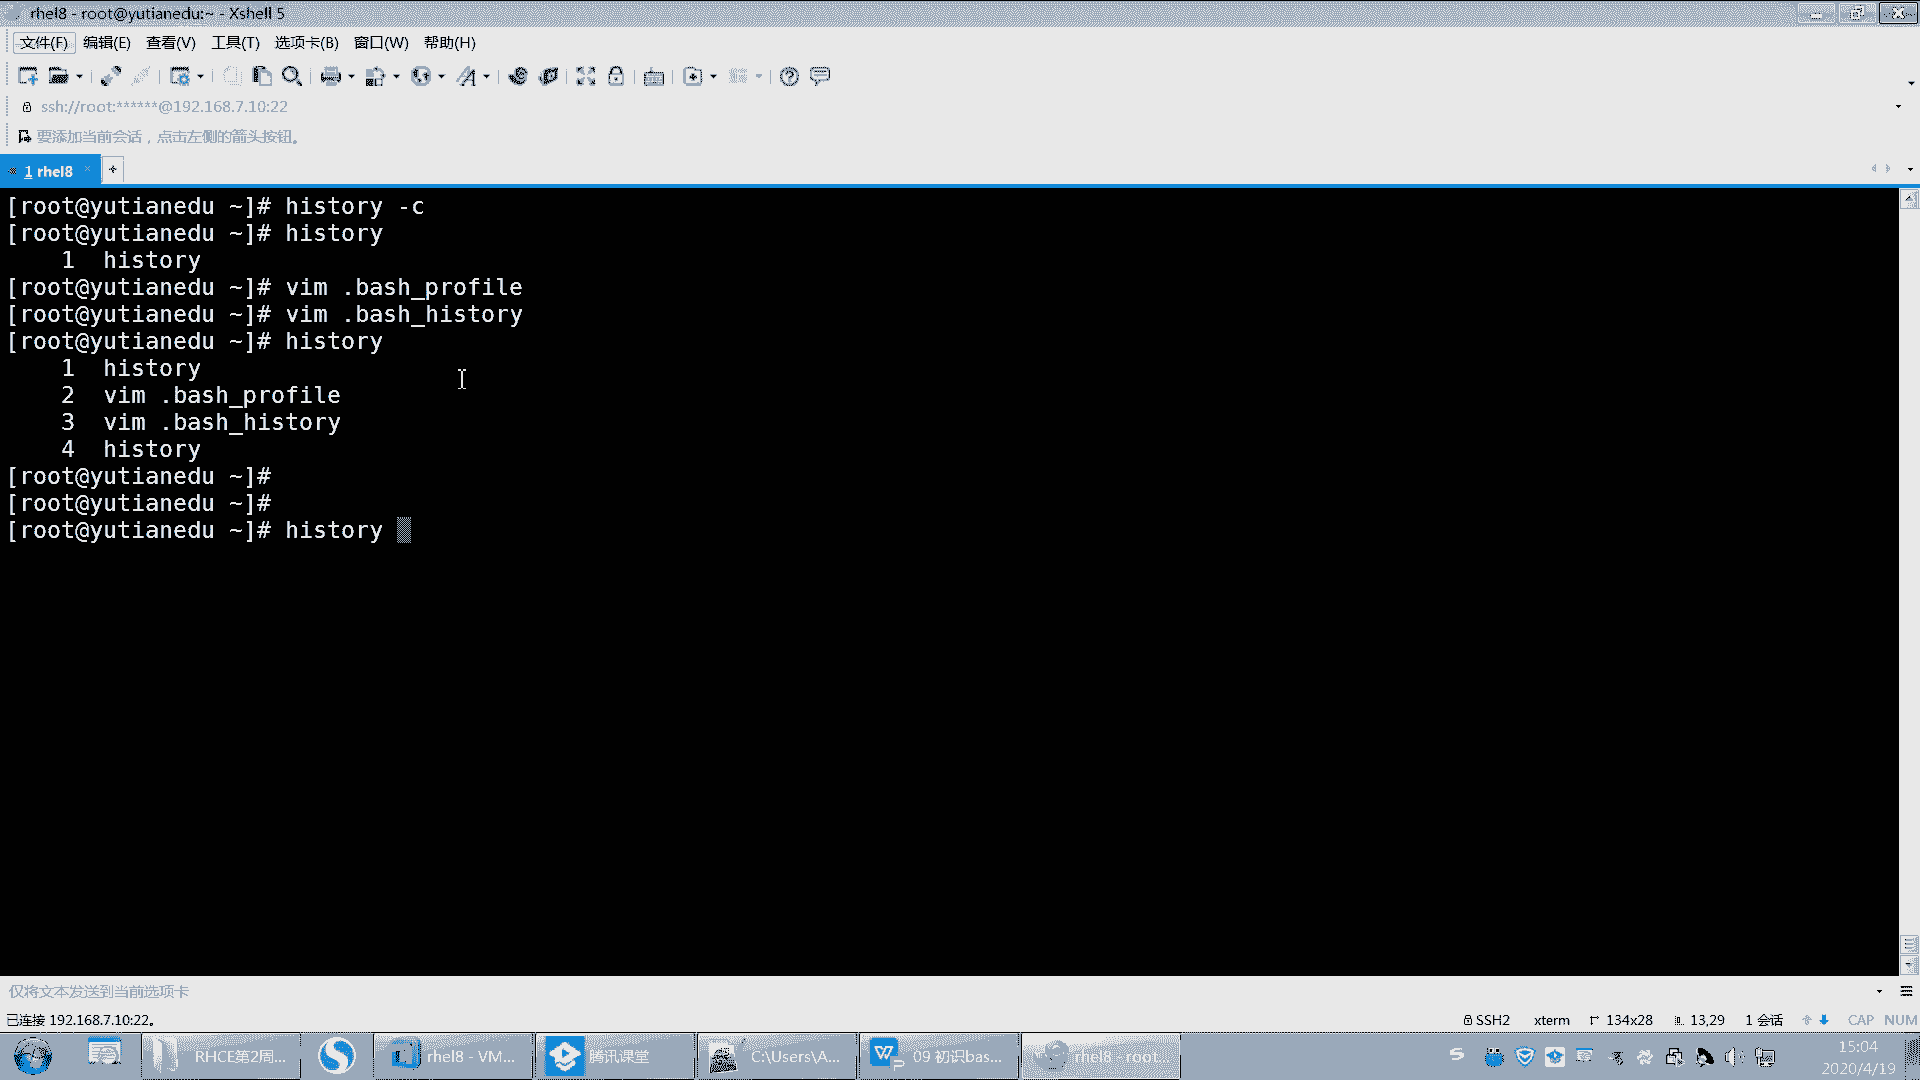 rhel8 - root@yutianedu:~ - Xshell 5
文件(F) 编辑(E) 查看(V) 工具(T) 选项卡(B) 窗口(W) 帮助(H)
ssh://root:******@192.168.7.10:22
要添加当前会话，点击左侧的箭头按钮。
1 rhel8
[root@yutianedu ~]# history -c
[root@yutianedu ~]# history
1 history
[root@yutianedu ~]# vim .bash_profile
[root@yutianedu ~]# vim .bash_history
[root@yutianedu ~]# history
1 history
2 vim .bash_profile
3 vim .bash_history
4 history
[root@yutianedu ~]#
[root@yutianedu ~]#
[root@yutianedu ~]# history
仅将文本发送到当前选项卡
已连接 192.168.7.10:22。 SSH2 xterm 134x28 13,29 1 会话 CAP NUM
RHCE第2周... rhel8 - VM... 腾讯课堂 C:\Users\A... 09 初识bas... rhel8 - root... 15:04
2020/4/19